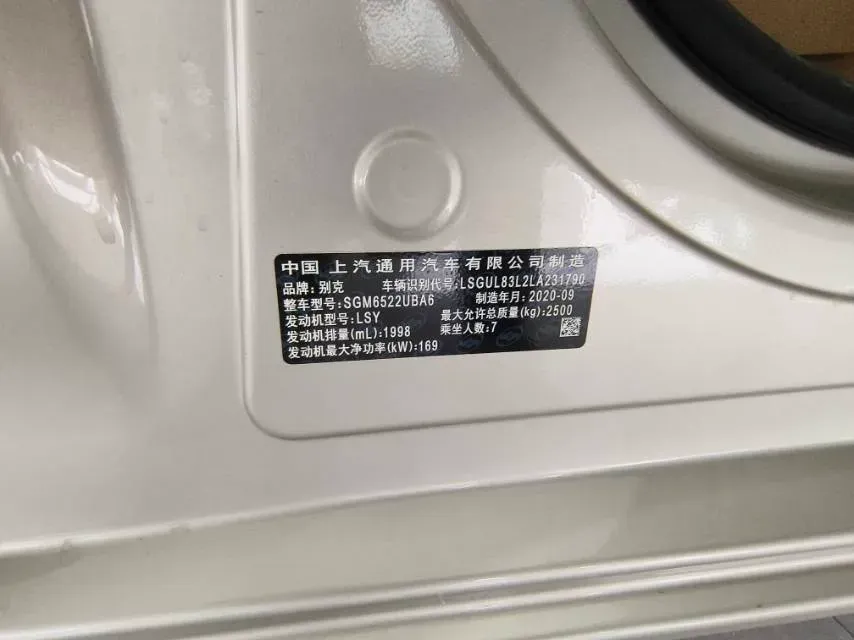 中国 上汽通用汽车有限公司制造
品牌:别克 车辆识别代号:LSGUL83L2LA231790
整车型号:SGM6522UBA6 制造年月:2020-09
发动机型号:LSY 最大允许总质量(kg):2500
发动机排量(mL):1998 乘坐人数:7
发动机最大净功率(kW):169